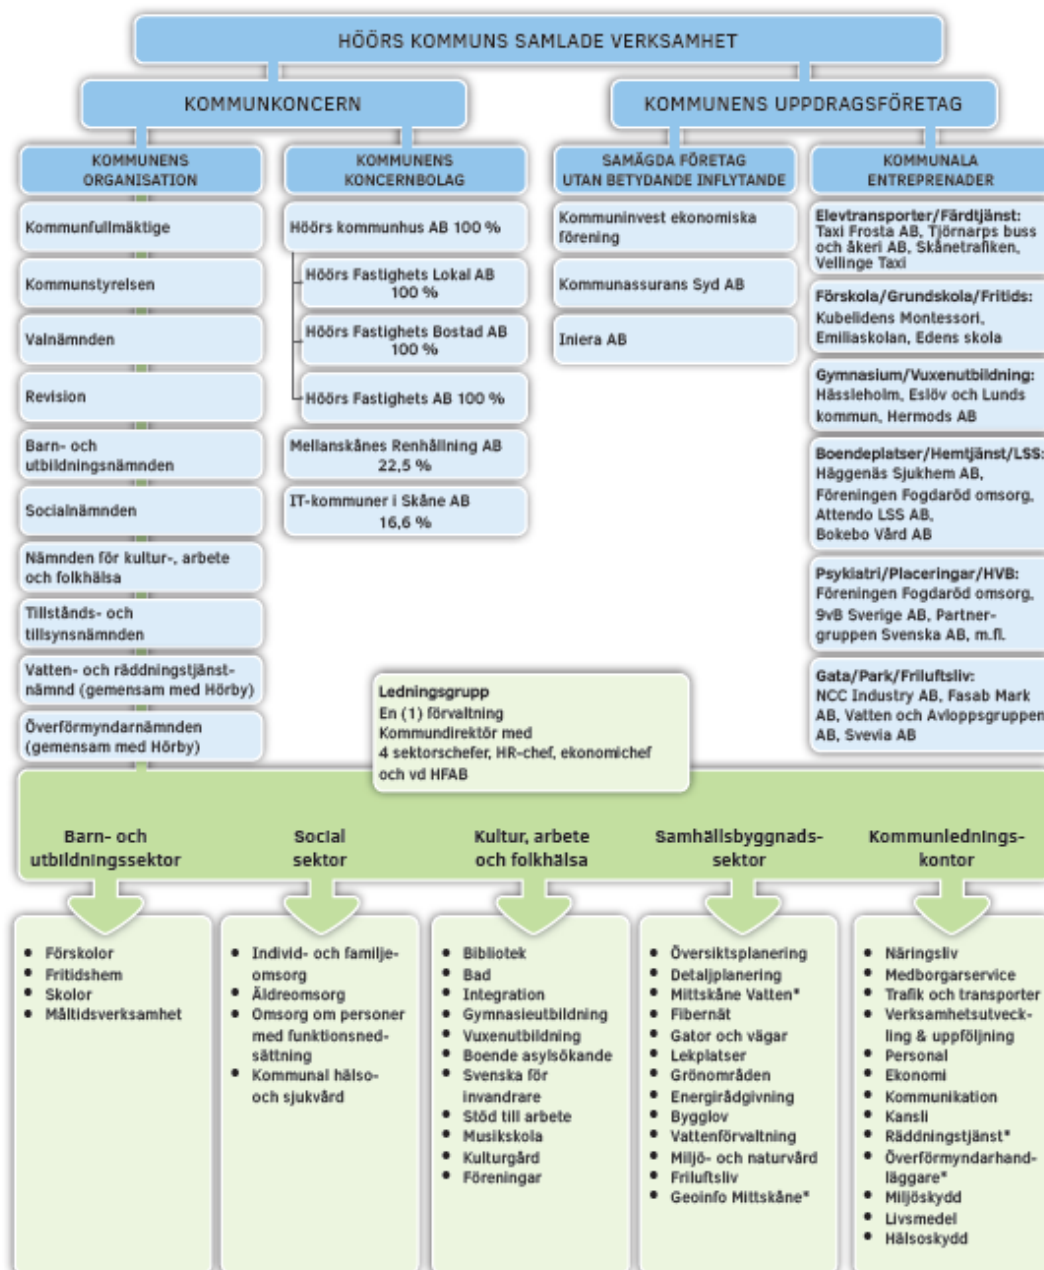 HÖÖRS KOMMUNS SAMLADE VERKSAMHET
KOMMUNKONCERN
KOMMUNENS UPPDRAGSFÖRETAG
KOMMUNENS
ORGANISATION
Kommunfullmäktige
Kommunstyrelsen
Valnämnden
Revision
Barn- och
utbildningsnämnden
Socialnämnden
Nämnden för kultur-, arbete
och folkhälsa
Tillstånds- och
tillsynsnämnden
Vatten- och räddningstjänst-
nämnd (gemensam med Hörby)
Överförmyndarnämnden
(gemensam med Hörby)
KOMMUNENS
KONCERNBOLAG
Höörs kommunhus AB 100 %
Höörs Fastighets Lokal AB
100 %
Höörs Fastighets Bostad AB
100 %
Höörs Fastighets AB 100 %
Mellanskånes Renhållning AB
22,5 %
IT-kommuner i Skåne AB
16,6 %
SAMÄGDA FÖRETAG
UTAN BETYDANDE INFLYTANDE
Kommuninvest ekonomiska
förening
Kommunassurans Syd AB
Iniera AB
KOMMUNALA
ENTREPRENADER
Elevtransporter/Färdtjänst:
Taxi Frosta AB, Tjörnarps buss
och åkeri AB, Skånetrafiken,
Vellinge Taxi
Förskola/Grundskola/Fritids:
Kubelidens Montessori,
Emiliaskolan, Edens skola
Gymnasium/Vuxenutbildning:
Hässleholm, Eslöv och Lunds
kommun, Hermods AB
Boendeplatser/Hemtjänst/LSS:
Häggenäs Sjukhem AB,
Föreningen Fogdaröd omsorg,
Attendo LSS AB,
Bokebo Vård AB
Psykiatri/Placeringar/HVB:
Föreningen Fogdaröd omsorg,
9vB Sverige AB, Partner-
gruppen Svenska AB, m.fl.
Gata/Park/Friluftsliv:
NCC Industry AB, Fasab Mark
AB, Vatten och Avloppsgruppen
AB, Svevia AB
Ledningsgrupp
En (1) förvaltning
Kommundirektör med
4 sektorschefer, HR-chef, ekonomichef
och vd HFAB
Barn- och
utbildningssektor
Förskolor
Fritidshem
Skolor
Måltidsverksamhet
Social
sektor
Individ- och familje-
omsorg
Äldreomsorg
Omsorg om personer
med funktionsned-
sättning
Kommunal hälso-
och sjukvård
Kultur, arbete
och folkhälsa
Bibliotek
Bad
Integration
Gymnasieutbildning
Vuxenutbildning
Boende asylsökande
Svenska för
invandrare
Stöd till arbete
Musikskola
Kulturgård
Föreningar
Samhällsbyggnads-
sektor
Översiktsplanering
Detaljplanering
Mittskåne Vatten*
Fibernät
Gator och vägar
Lekplatser
Grönområden
Energirådgivning
Bygglov
Vattenförvaltning
Miljö- och naturvård
Friluftsliv
Geoinfo Mittskåne*
Kommunlednings-
kontor
Näringsliv
Medborgarservice
Trafik och transporter
Verksamhetsutveck-
ling & uppföljning
Personal
Ekonomi
Kommunikation
Kansli
Räddningstjänst*
Överförmyndarhand-
läggare*
Miljöskydd
Livsmedel
Hälsoskydd